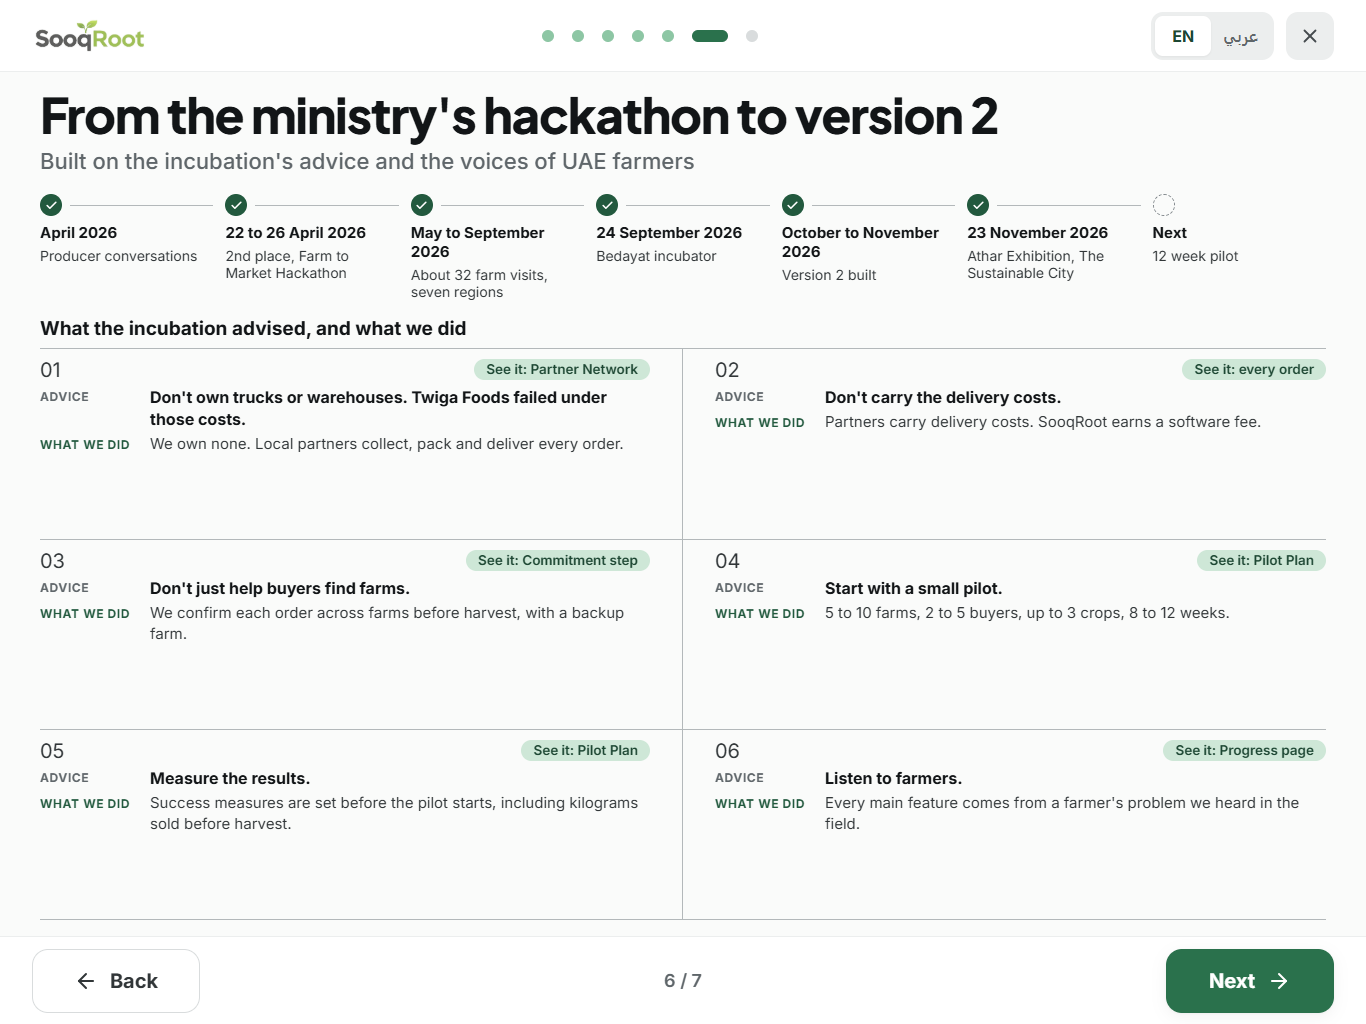 SooqRoot
EN
عربي
From the ministry's hackathon to version 2
Built on the incubation's advice and the voices of UAE farmers
April 2026
Producer conversations
22 to 26 April 2026
2nd place, Farm to
Market Hackathon
May to September
2026
About 32 farm visits,
seven regions
24 September 2026
Bedayat incubator
October to November
2026
Version 2 built
23 November 2026
Athar Exhibition, The
Sustainable City
Next
12 week pilot
What the incubation advised, and what we did
01
See it: Partner Network
ADVICE
Don't own trucks or warehouses. Twiga Foods failed under
those costs.
WHAT WE DID
We own none. Local partners collect, pack and deliver every order.
02
See it: every order
ADVICE
Don't carry the delivery costs.
WHAT WE DID
Partners carry delivery costs. SooqRoot earns a software fee.
03
See it: Commitment step
ADVICE
Don't just help buyers find farms.
WHAT WE DID
We confirm each order across farms before harvest, with a backup
farm.
04
See it: Pilot Plan
ADVICE
Start with a small pilot.
WHAT WE DID
5 to 10 farms, 2 to 5 buyers, up to 3 crops, 8 to 12 weeks.
05
See it: Pilot Plan
ADVICE
Measure the results.
WHAT WE DID
Success measures are set before the pilot starts, including kilograms
sold before harvest.
06
See it: Progress page
ADVICE
Listen to farmers.
WHAT WE DID
Every main feature comes from a farmer's problem we heard in the
field.
Back
6 / 7
Next